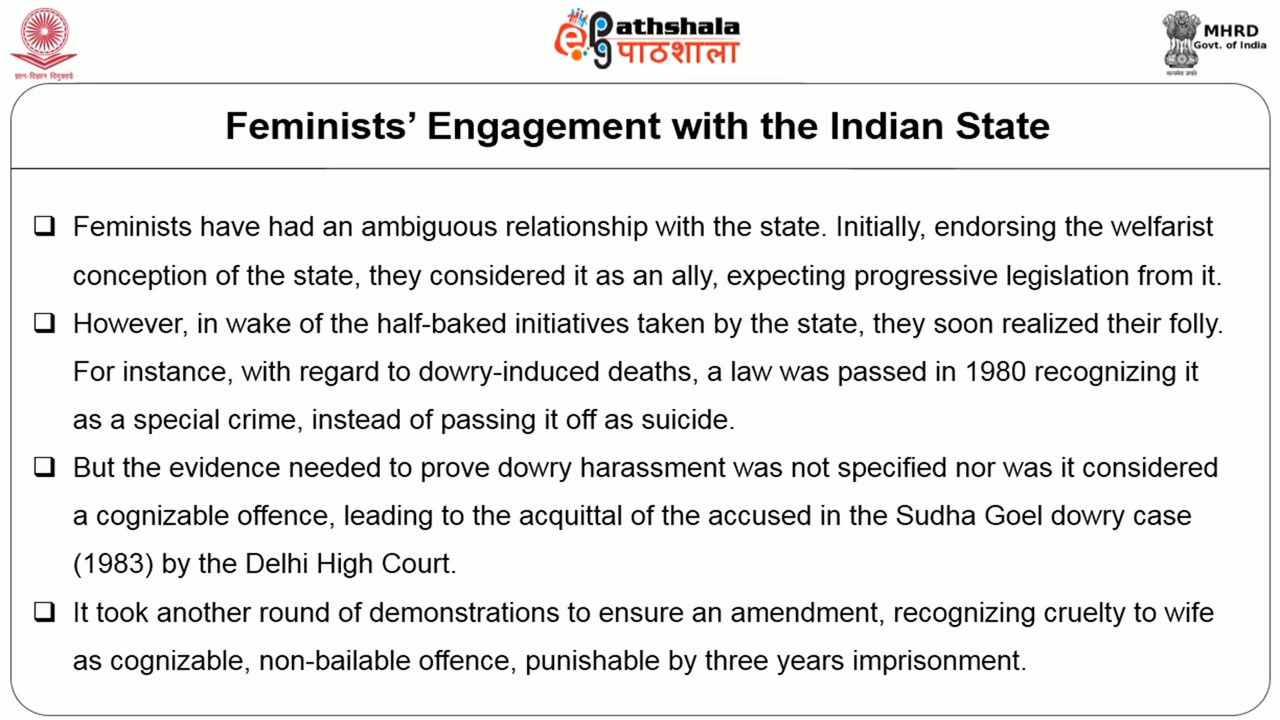 ज्ञान-विज्ञान विमुक्तये
ePathshala
पाठशाला
MHRD
Govt. of India
सत्यमेव जयते
Feminists’ Engagement with the Indian State
❑ Feminists have had an ambiguous relationship with the state. Initially, endorsing the welfarist
conception of the state, they considered it as an ally, expecting progressive legislation from it.
❑ However, in wake of the half-baked initiatives taken by the state, they soon realized their folly.
For instance, with regard to dowry-induced deaths, a law was passed in 1980 recognizing it
as a special crime, instead of passing it off as suicide.
❑ But the evidence needed to prove dowry harassment was not specified nor was it considered
a cognizable offence, leading to the acquittal of the accused in the Sudha Goel dowry case
(1983) by the Delhi High Court.
❑ It took another round of demonstrations to ensure an amendment, recognizing cruelty to wife
as cognizable, non-bailable offence, punishable by three years imprisonment.